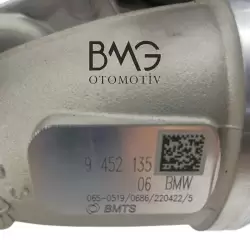 BMG
OTOMOTİV
9 452 135
06 BMW
065-0519/0686/220422/5
BMTS